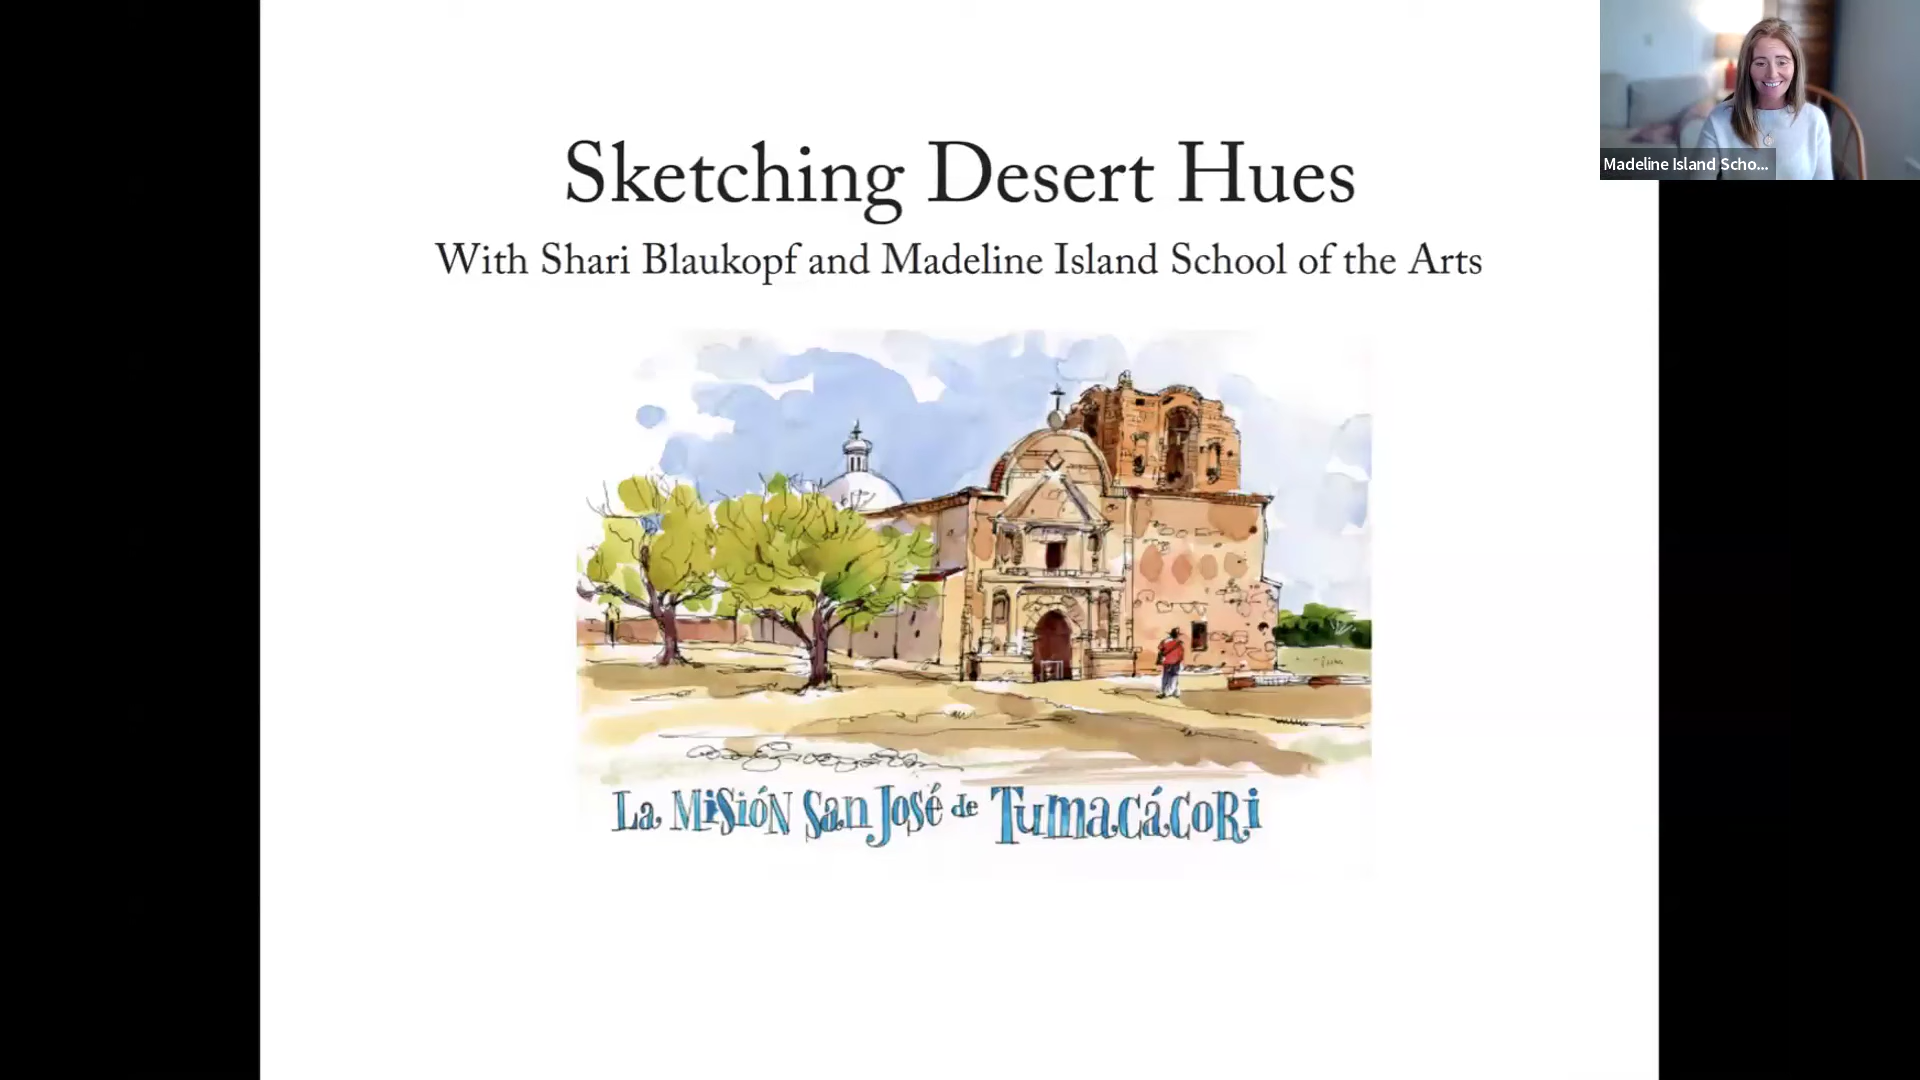 Sketching Desert Hues
With Shari Blaukopf and Madeline Island School of the Arts
Madeline Island Scho...
La Misión San José de Tumacácori